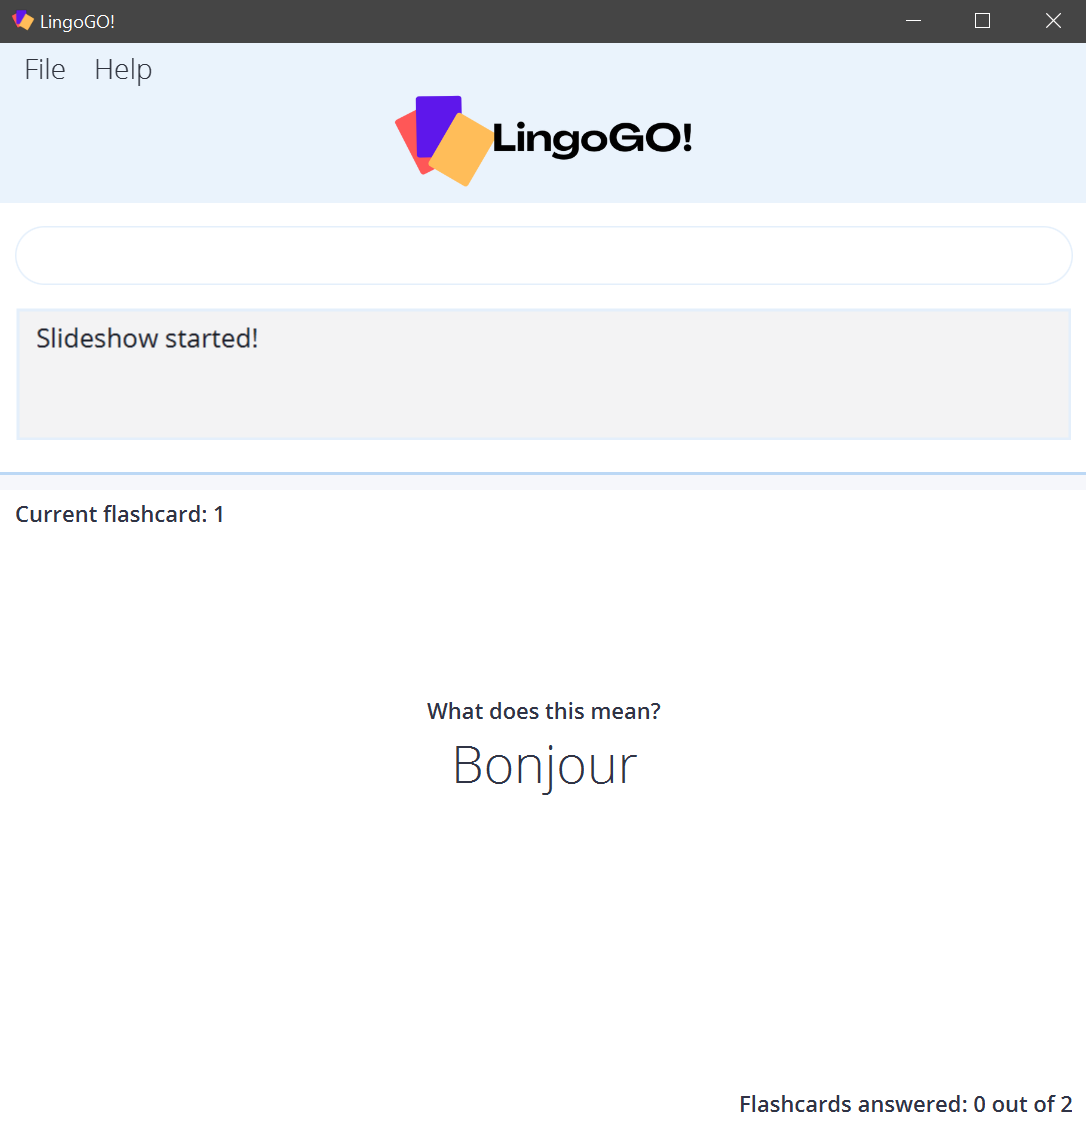 LingoGO!
File Help
LingoGO!
Slideshow started!
Current flashcard: 1
What does this mean?
Bonjour
Flashcards answered: 0 out of 2